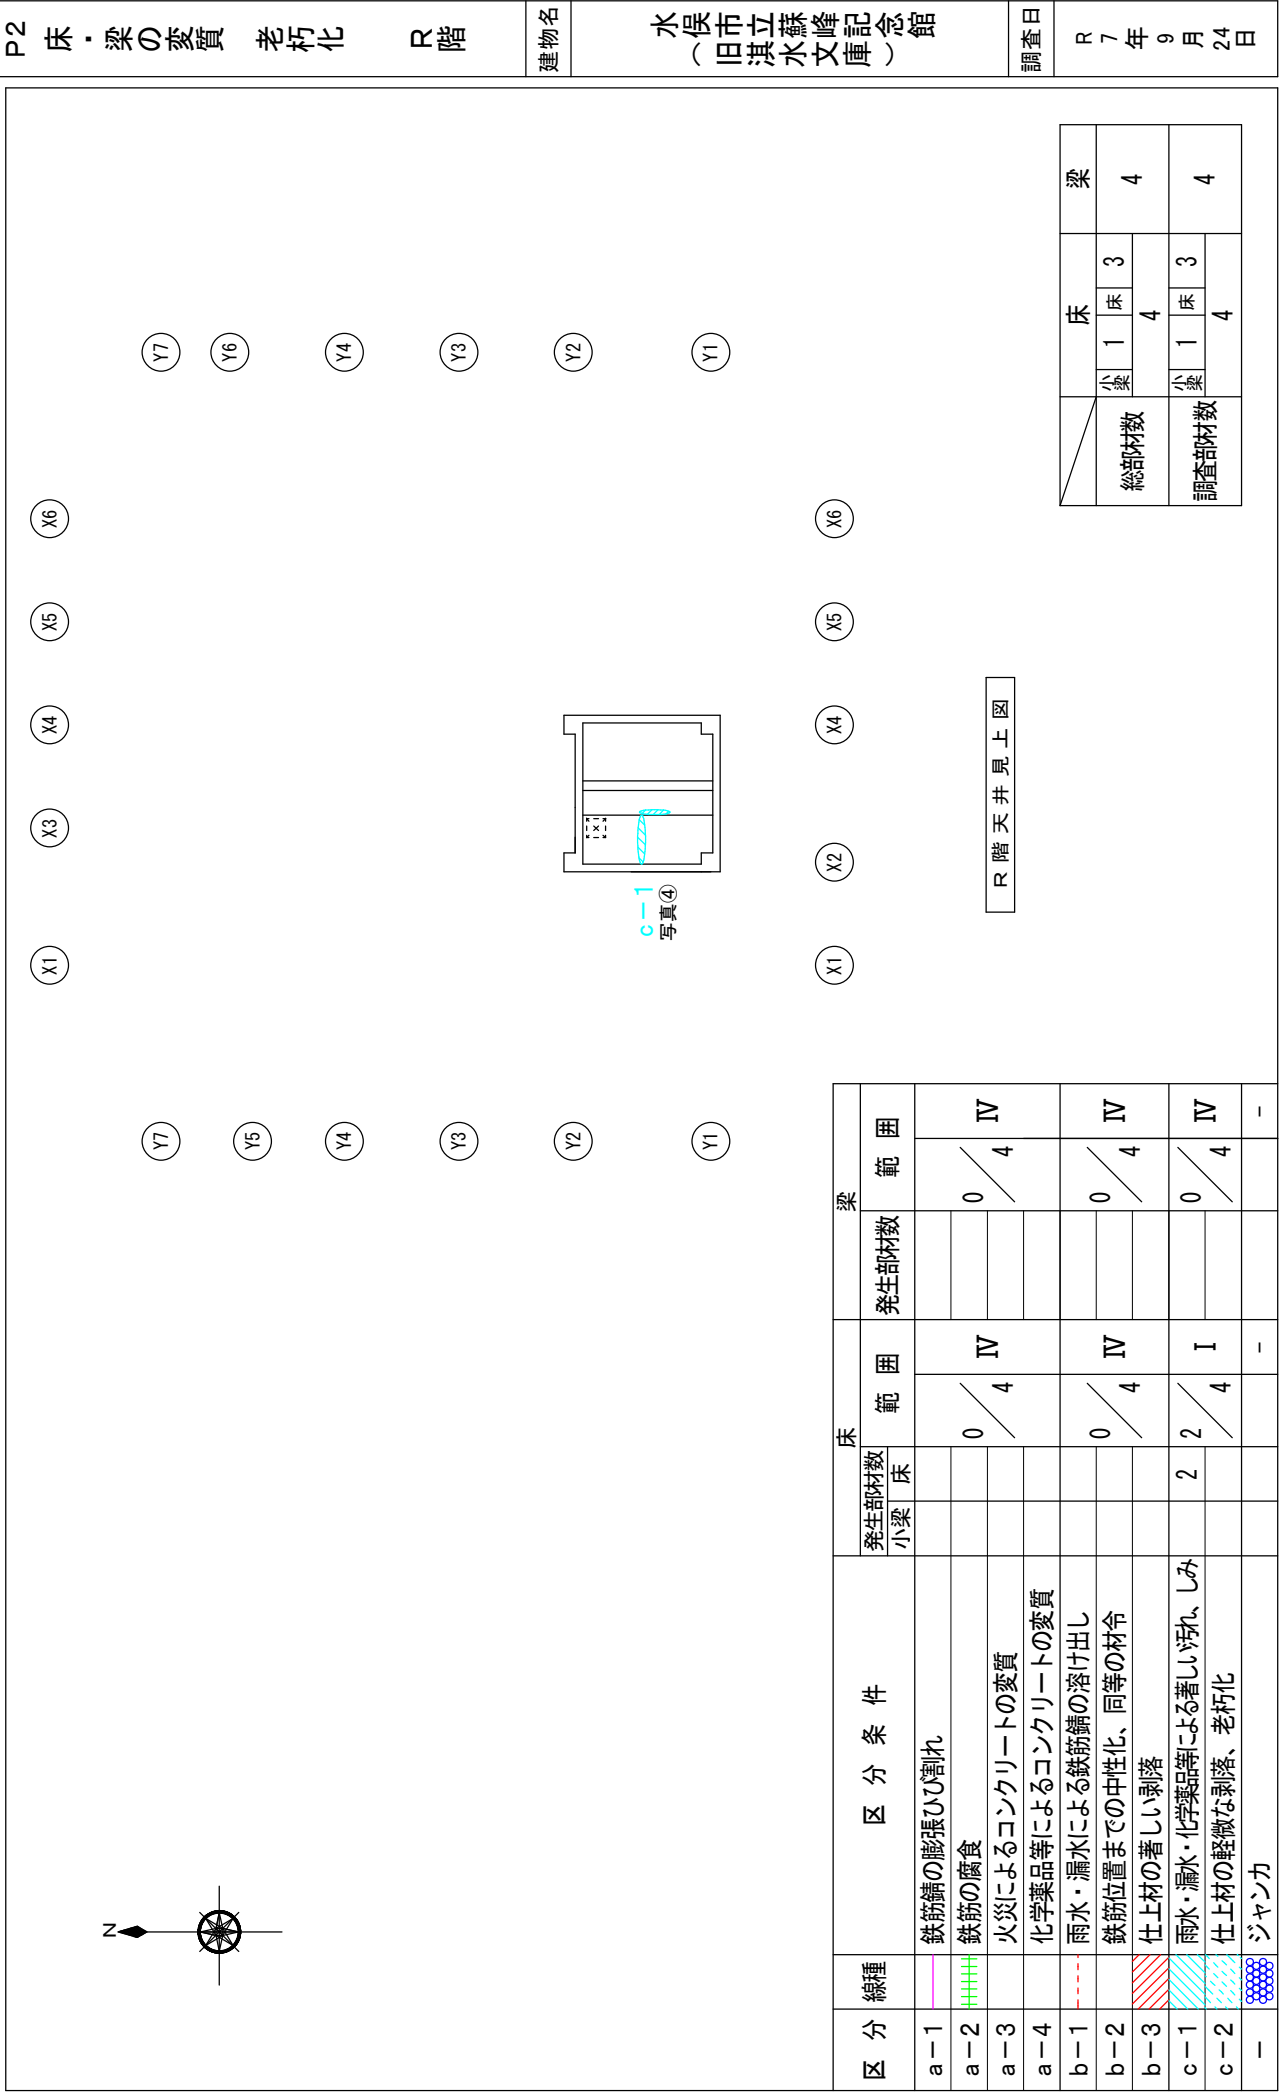 P2 床・梁の変質 老朽化 R階
建物名
水俣市立蘇峰記念館
(旧淇水文庫)
調査日
R7年9月24日
N
X1 X3 X4 X5 X6
Y7 Y7
Y5 Y6
Y4 Y4
Y3 Y3
Y2 Y2
Y1 Y1
c-1
写真④
X1 X2 X4 X5 X6
R階天井見上図
床 梁
総部材数 小梁 1 床 3 4
4
調査部材数 小梁 1 床 3 4
4
区分 線種 区分条件 床 梁
発生部材数 範囲 発生部材数 範囲
小梁 床
a-1 鉄筋錆の膨張ひび割れ
a-2 鉄筋の腐食 0/4 Ⅳ 0/4 Ⅳ
a-3 火災によるコンクリートの変質
a-4 化学薬品等によるコンクリートの変質
b-1 雨水・漏水による鉄筋錆の溶け出し
b-2 鉄筋位置までの中性化、同等の材令 0/4 Ⅳ 0/4 Ⅳ
b-3 仕上材の著しい剥落
c-1 雨水・漏水・化学薬品等による著しい汚れ、しみ 2 2/4 Ⅰ 0/4 Ⅳ
c-2 仕上材の軽微な剥落、老朽化
- ジャンカ - -